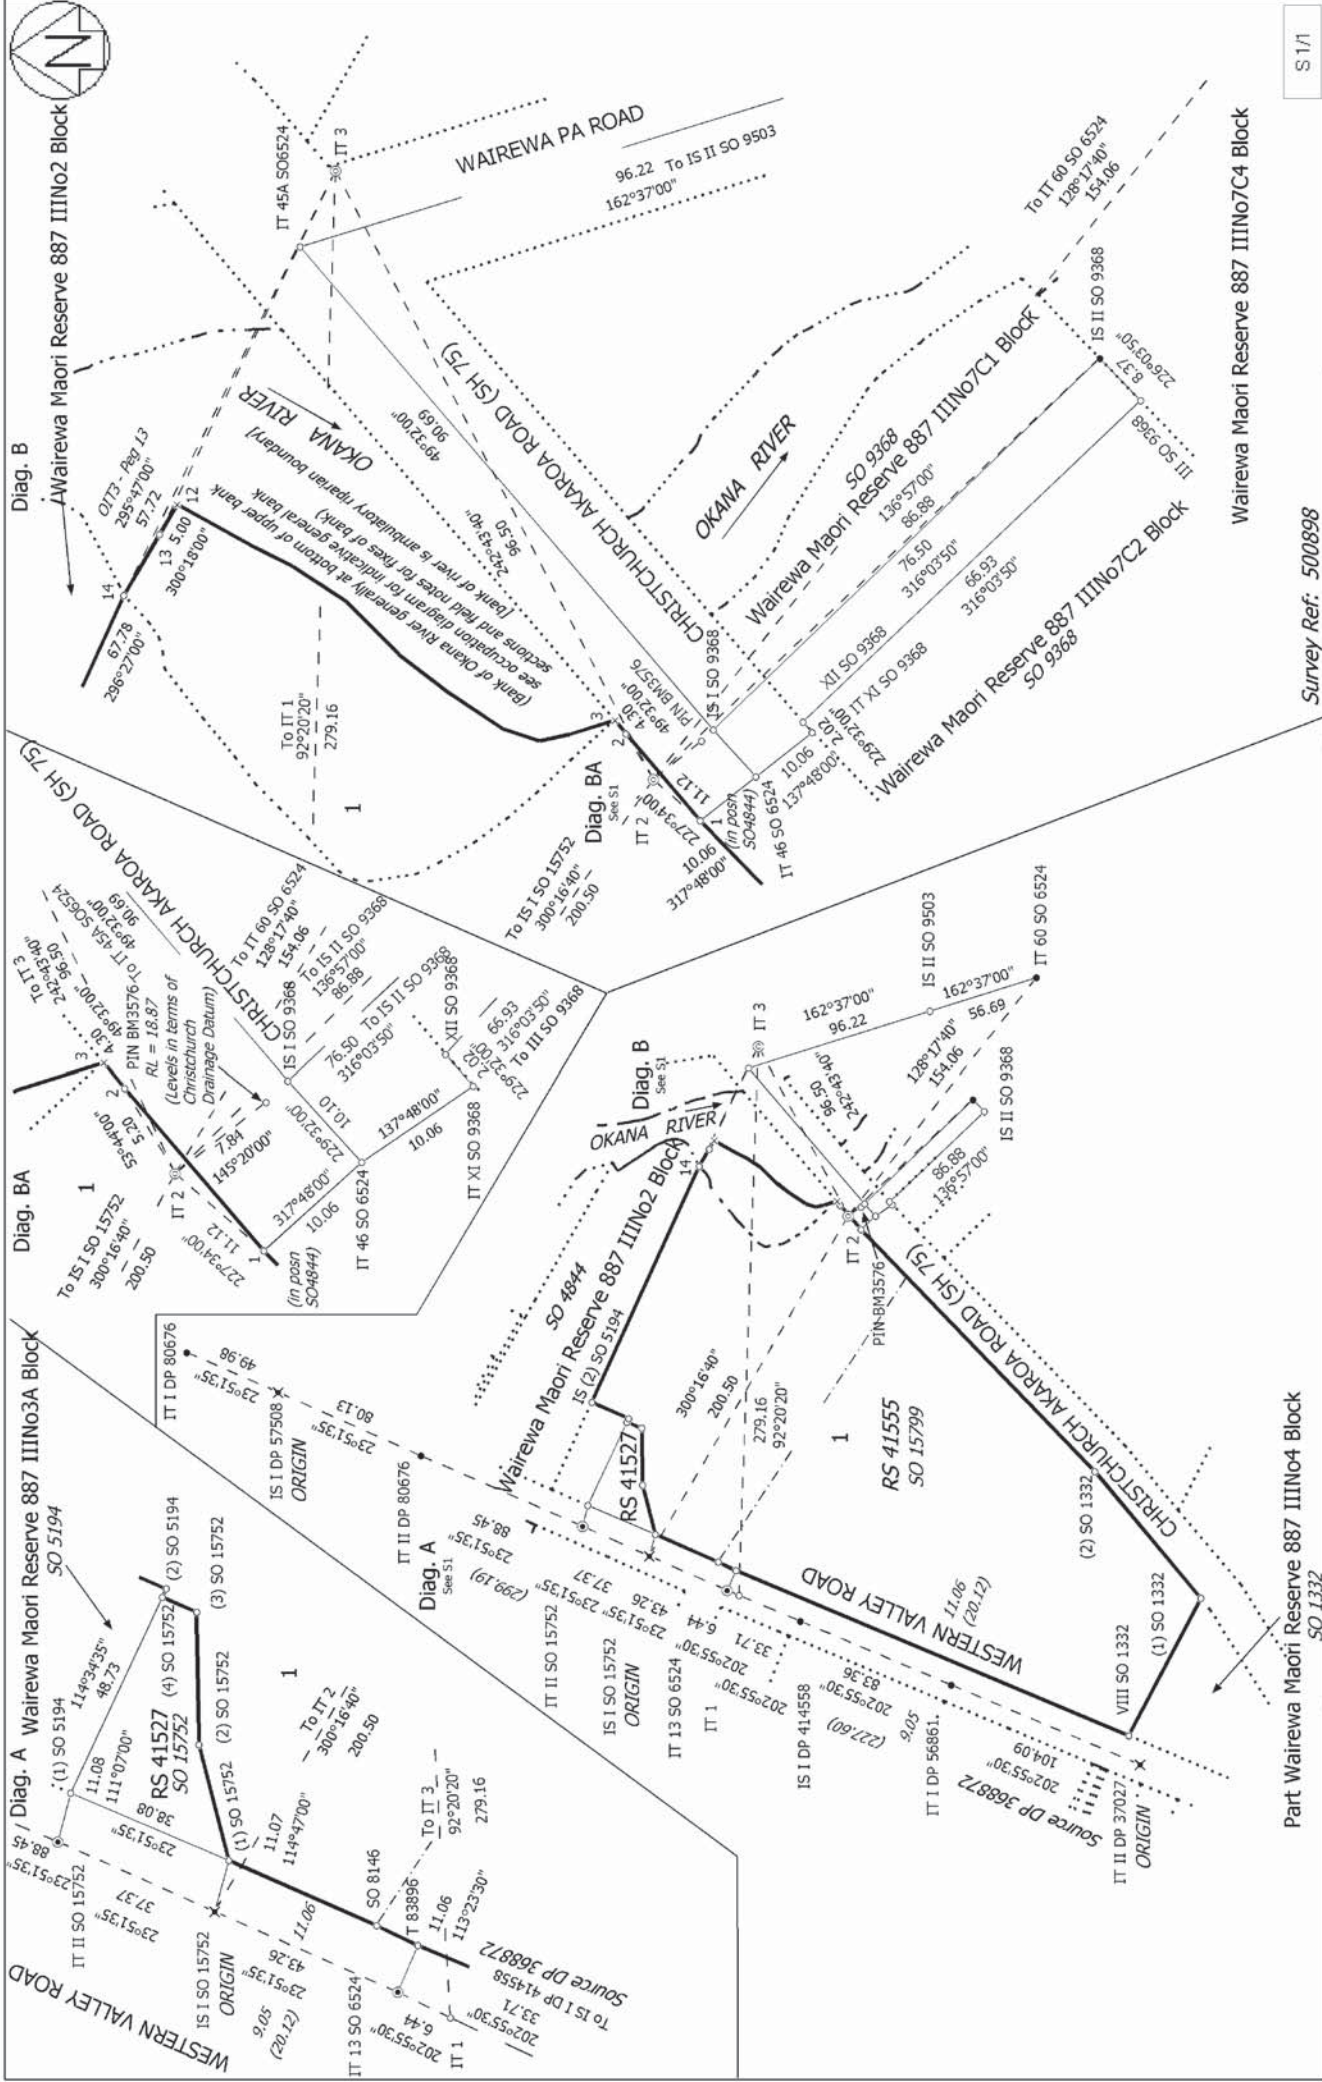 Diag. A
Wairewa Maori Reserve 887 IIINo3A Block
SO 5194
(1) SO 5194
114°34'35"
48.73
11.08
111°07'00"
RS 41527
SO 15752
(4) SO 15752
(2) SO 5194
(3) SO 15752
(2) SO 15752
(1) SO 15752
38.08
23°51'35"
88.45
23°51'35"
IT II SO 15752
37.37
23°51'35"
1
To IT 2
300°16'40"
200.50
11.07
114°47'00"
IS I SO 15752
ORIGIN
11.06
43.26
23°51'35"
9.05
(20.12)
WESTERN VALLEY ROAD
SO 8146
To IT 3
92°20'20"
279.16
T 83896
11.06
113°23'30"
IT 13 SO 6524
6.44
202°55'30"
IT 1
Source DP 368872
To IS I DP 414558
33.71
202°55'30"
Diag. BA
1
To IS I SO 15752
300°16'40"
200.50
IT 2
3
2
4.30
49°32'00"
To IT 3
242°43'40"
96.50
To IT 45A SO6524
49°32'00"
90.69
53°44'00"
5.20
PIN BM3576
RL = 18.87
(Levels in terms of
Christchurch
Drainage Datum)
7.84
145°20'00"
227°34'00"
11.12
1
(in posn
SO4844)
317°48'00"
10.06
IT 46 SO 6524
229°32'00"
10.10
IS I SO 9368
CHRISTCHURCH AKAROA ROAD (SH 75)
To IT 60 SO 6524
128°17'40"
154.06
To IS II SO 9368
136°57'00"
86.88
76.50 To IS II SO 9368
316°03'50"
137°48'00"
10.06
XII SO 9368
2.02
229°32'00"
66.93
316°03'50"
To III SO 9368
IT XI SO 9368
Diag. B
Wairewa Maori Reserve 887 IIINo2 Block
N
14
67.78
296°27'00"
OIT3 - Peg 13
295°47'00"
57.72
13
5.00
300°18'00"
12
OKANA RIVER
(Bank of Okana River generally at bottom of upper bank
see occupation diagram for indicative general bank
sections and field notes for fixes of bank)
[bank of river is ambulatory riparian boundary]
IT 45A SO6524
IT 3
WAIREWA PA ROAD
96.22 To IS II SO 9503
162°37'00"
To IT 1
92°20'20"
279.16
1
49°32'00"
90.69
242°43'40"
96.50
CHRISTCHURCH AKAROA ROAD (SH 75)
OKANA RIVER
To IT 60 SO 6524
128°17'40"
154.06
Diag. BA
See S1
3
2
4.30
49°32'00"
PIN BM3576
IS I SO 9368
IT 2
To IS I SO 15752
300°16'40"
200.50
227°34'00"
11.12
1
(in posn
SO4844)
10.06
317°48'00"
IT 46 SO 6524
10.06
137°48'00"
2.02
229°32'00"
XII SO 9368
IT XI SO 9368
SO 9368
Wairewa Maori Reserve 887 IIINo7C1 Block
136°57'00"
86.88
76.50
316°03'50"
66.93
316°03'50"
IS II SO 9368
8.37
226°03'50"
III SO 9368
Wairewa Maori Reserve 887 IIINo7C2 Block
SO 9368
Wairewa Maori Reserve 887 IIINo7C4 Block
IT I DP 80676
49.98
23°51'35"
IS I DP 57508
ORIGIN
80.13
23°51'35"
IT II DP 80676
Diag. A
See S1
88.45
23°51'35"
(299.19)
IT II SO 15752
37.37
23°51'35"
IS I SO 15752
ORIGIN
43.26
23°51'35"
IT 13 SO 6524
6.44
202°55'30"
IT 1
33.71
202°55'30"
IS I DP 414558
83.36
202°55'30"
(227.60)
9.05
IT I DP 56861
104.09
202°55'30"
Source DP 368872
IT II DP 37027
ORIGIN
WESTERN VALLEY ROAD
11.06
(20.12)
SO 4844
Wairewa Maori Reserve 887 IIINo2 Block
IS (2) SO 5194
RS 41527
14
OKANA RIVER
Diag. B
See S1
IT 3
162°37'00"
96.22
IS II SO 9503
162°37'00"
56.69
IT 60 SO 6524
96.50
242°43'40"
128°17'40"
154.06
86.88
136°57'00"
IS II SO 9368
IT 2
PIN BM3576
300°16'40"
200.50
279.16
92°20'20"
1
RS 41555
SO 15799
CHRISTCHURCH AKAROA ROAD (SH 75)
(2) SO 1332
(1) SO 1332
VIII SO 1332
Part Wairewa Maori Reserve 887 IIINo4 Block
SO 1332
Survey Ref: 500898
S 1/1